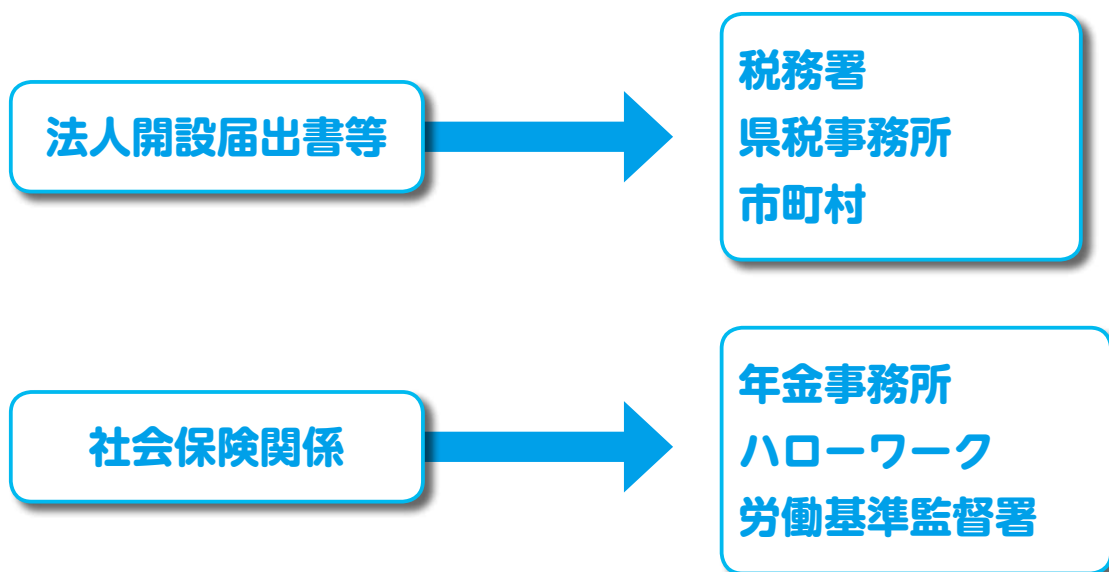 法人開設届出書等
税務署
県税事務所
市町村
社会保険関係
年金事務所
ハローワーク
労働基準監督署